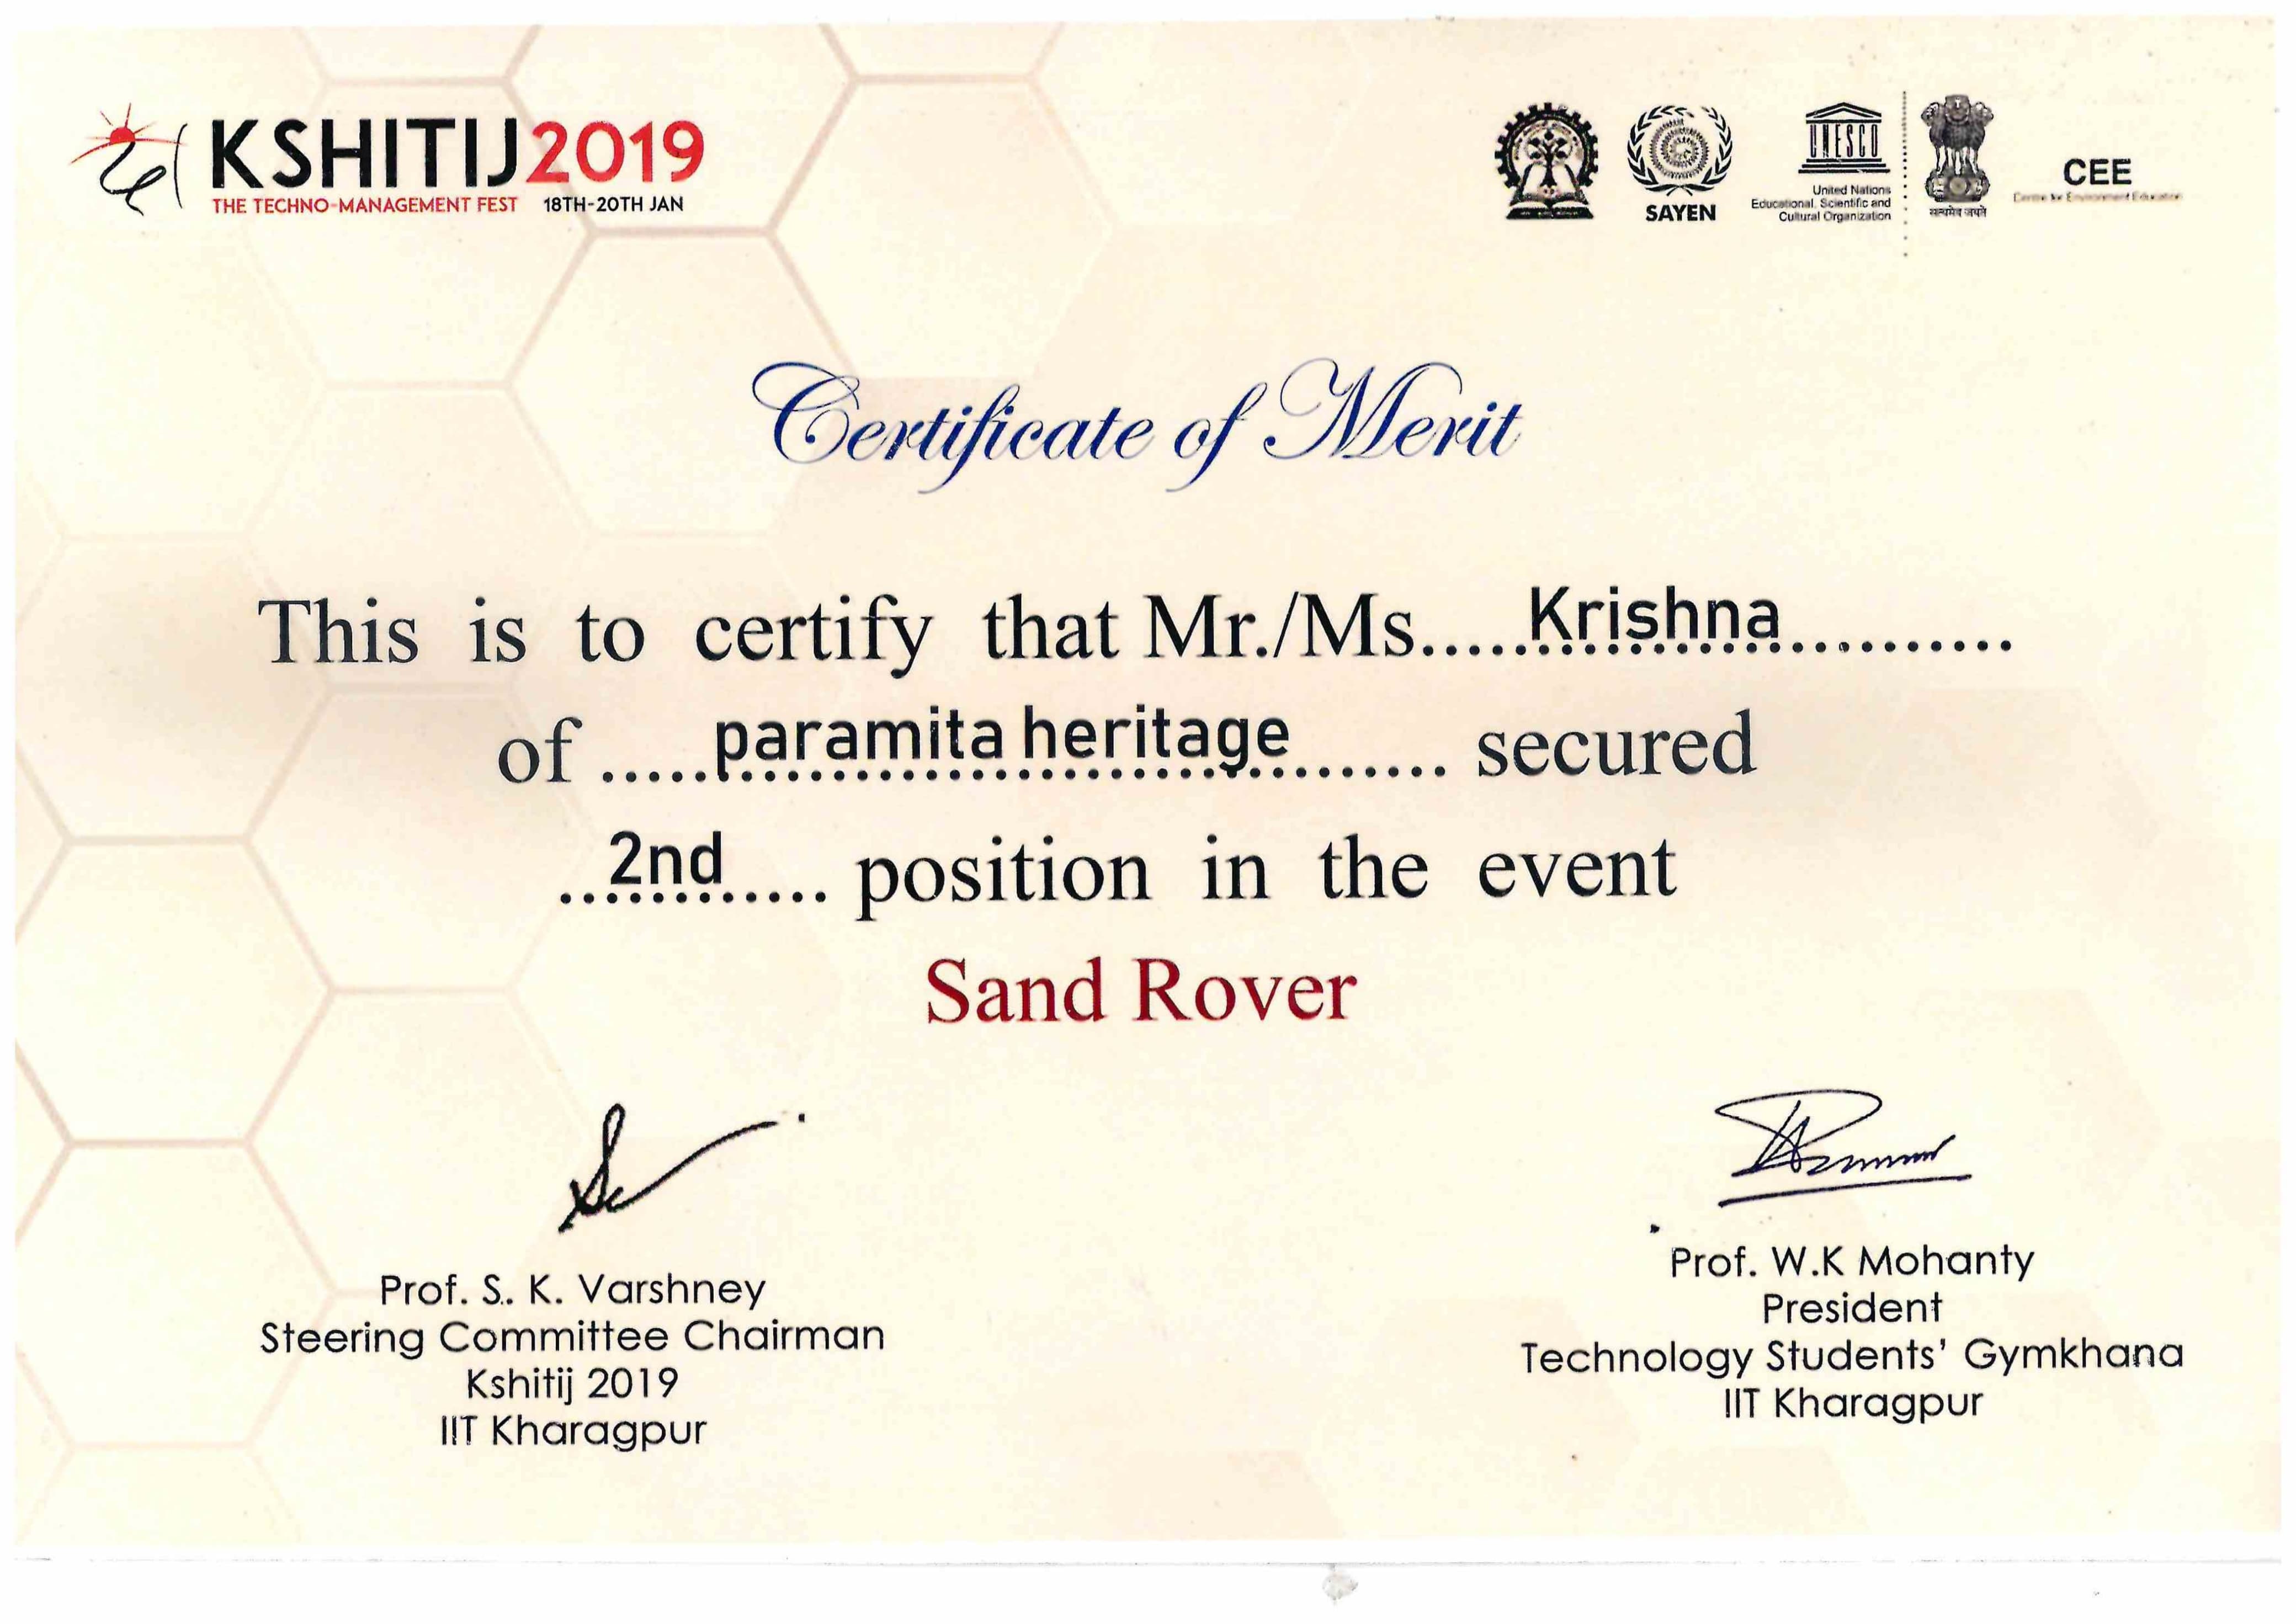 KSHITIJ2019
THE TECHNO-MANAGEMENT FEST 18TH-20TH JAN
SAYEN
UNESCO
United Nations
Educational, Scientific and
Cultural Organization
सत्यमेव जयते
CEE
Centre for Environment Education
Certificate of Merit
This is to certify that Mr./Ms.....Krishna..........
of .....paramita heritage....... secured
..2nd..... position in the event
Sand Rover
Prof. S. K. Varshney
Steering Committee Chairman
Kshitij 2019
IIT Kharagpur
Prof. W.K Mohanty
President
Technology Students' Gymkhana
IIT Kharagpur